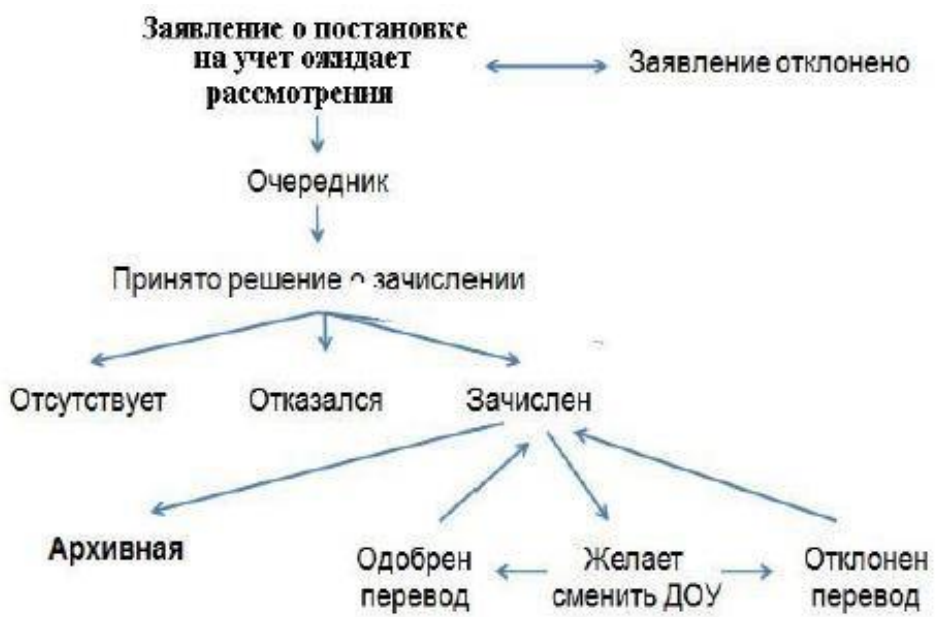 Заявление о постановке
на учет ожидает
рассмотрения
Заявление отклонено
Очередник
Принято решение о зачислении
Отсутствует
Отказался
Зачислен
Архивная
Одобрен
перевод
Желает
сменить ДОУ
Отклонен
перевод